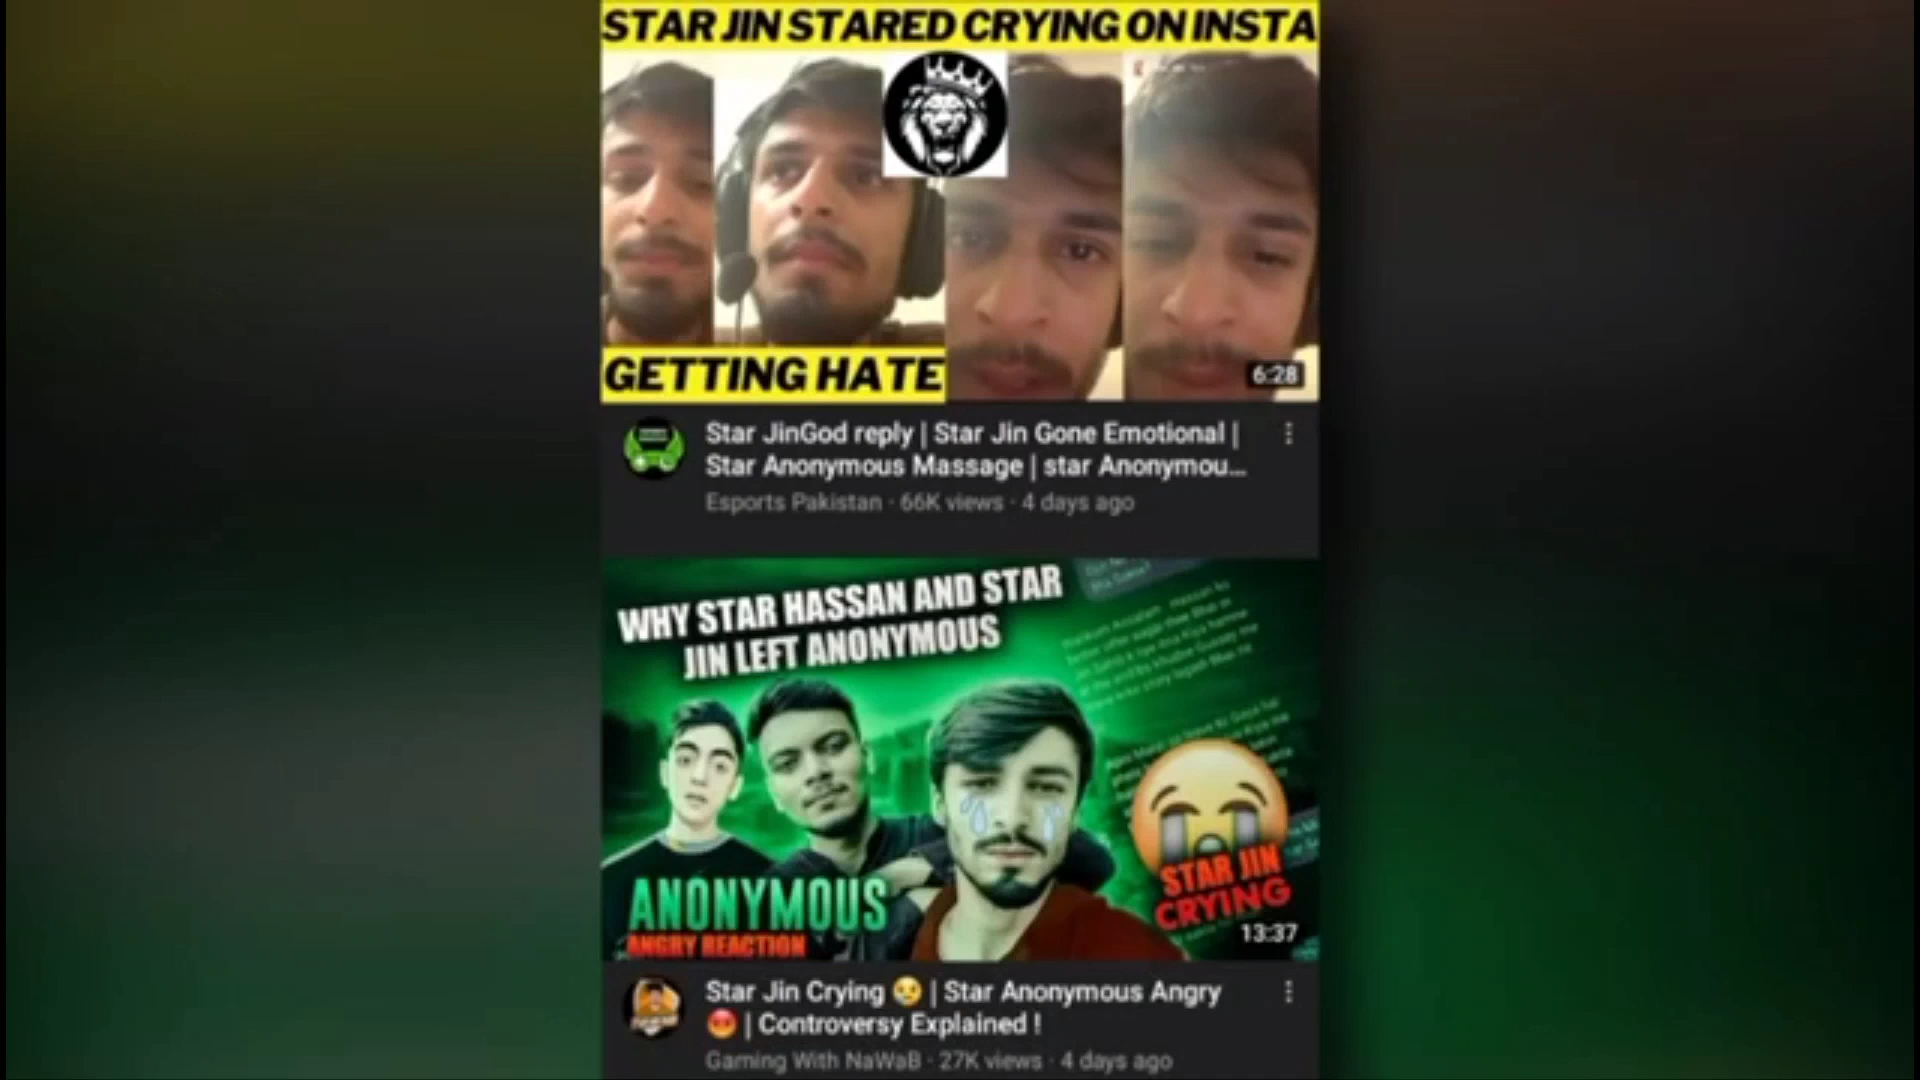 STAR JIN STARED CRYING ON INSTA
GETTING HATE
6:28
Star JinGod reply | Star Jin Gone Emotional |
Star Anonymous Massage | star Anonymou...
Esports Pakistan · 66K views · 4 days ago
WHY STAR HASSAN AND STAR
JIN LEFT ANONYMOUS
ANONYMOUS
ANGRY REACTION
STAR JIN
CRYING
13:37
Star Jin Crying 😢 | Star Anonymous Angry
😡 | Controversy Explained !
Gaming With NaWaB · 27K views · 4 days ago